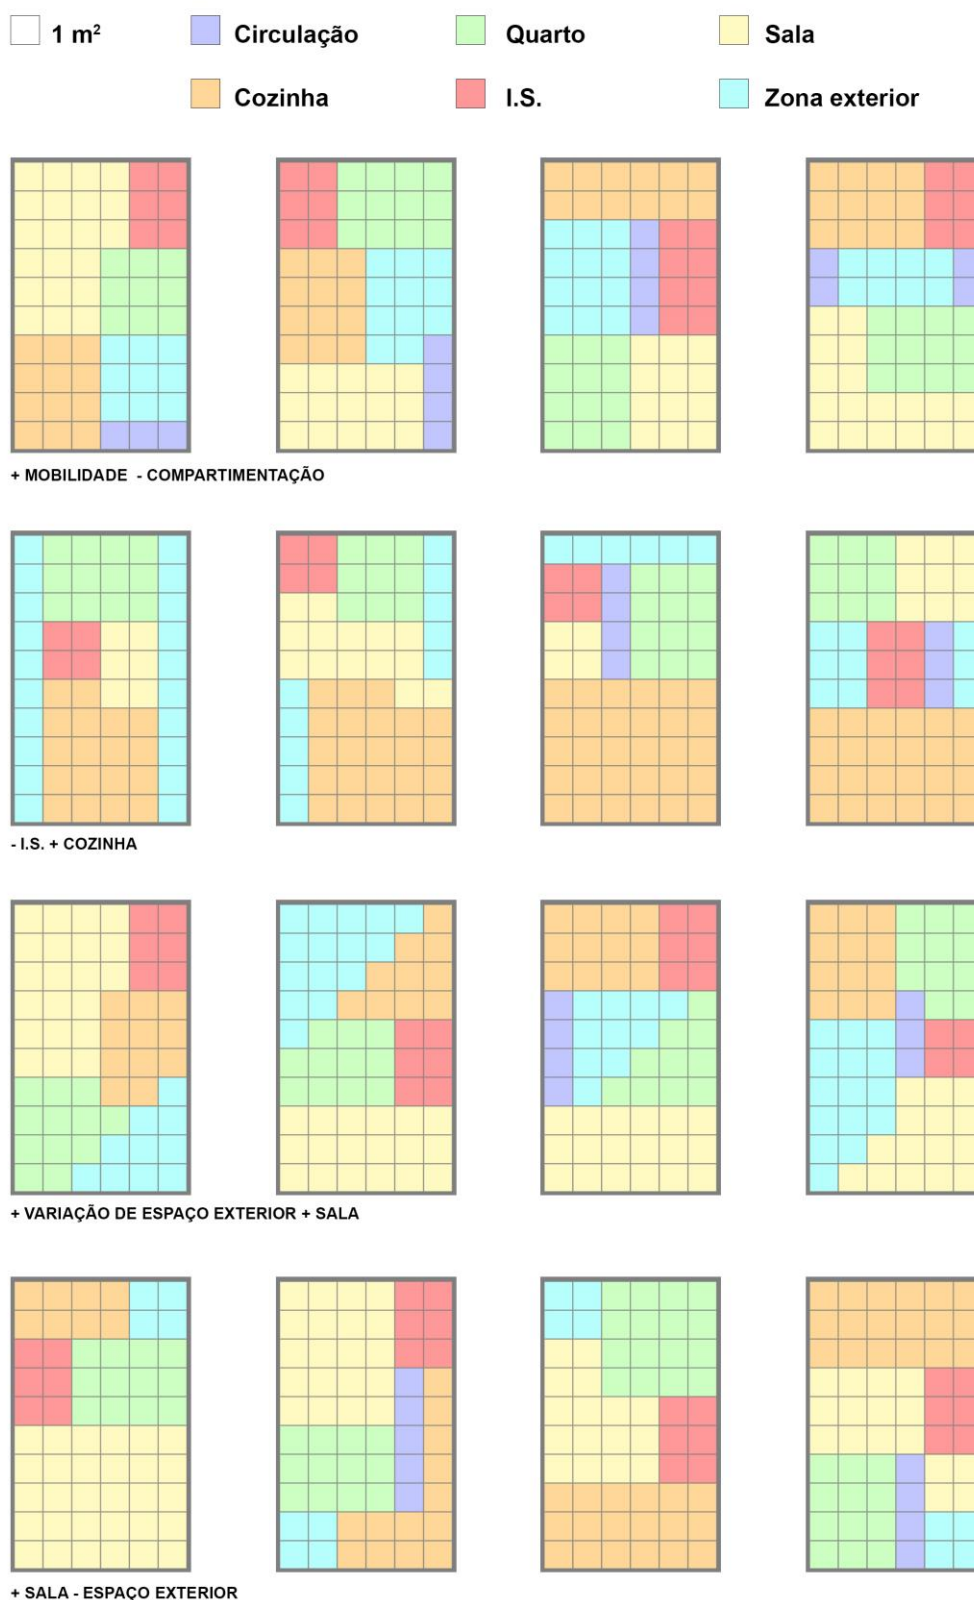 1 m² Circulação Quarto Sala
Cozinha I.S. Zona exterior
+ MOBILIDADE - COMPARTIMENTAÇÃO
- I.S. + COZINHA
+ VARIAÇÃO DE ESPAÇO EXTERIOR + SALA
+ SALA - ESPAÇO EXTERIOR